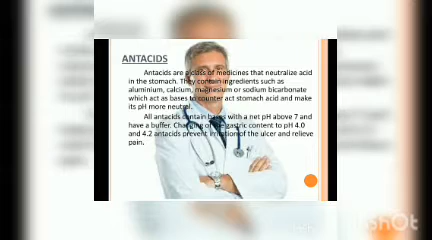 ANTACIDS
Antacids are a class of medicines that neutralize acid
in the stomach. They contain ingredients such as
aluminium, calcium, magnesium or sodium bicarbonate
which act as bases to counter act stomach acid and make
its pH more neutral.
All antacids contain bases with a net pH above 7 and
have a buffer. Changing of the gastric content to pH 4.0
and 4.2 antacids prevent irritation of the ulcer and relieve
pain.